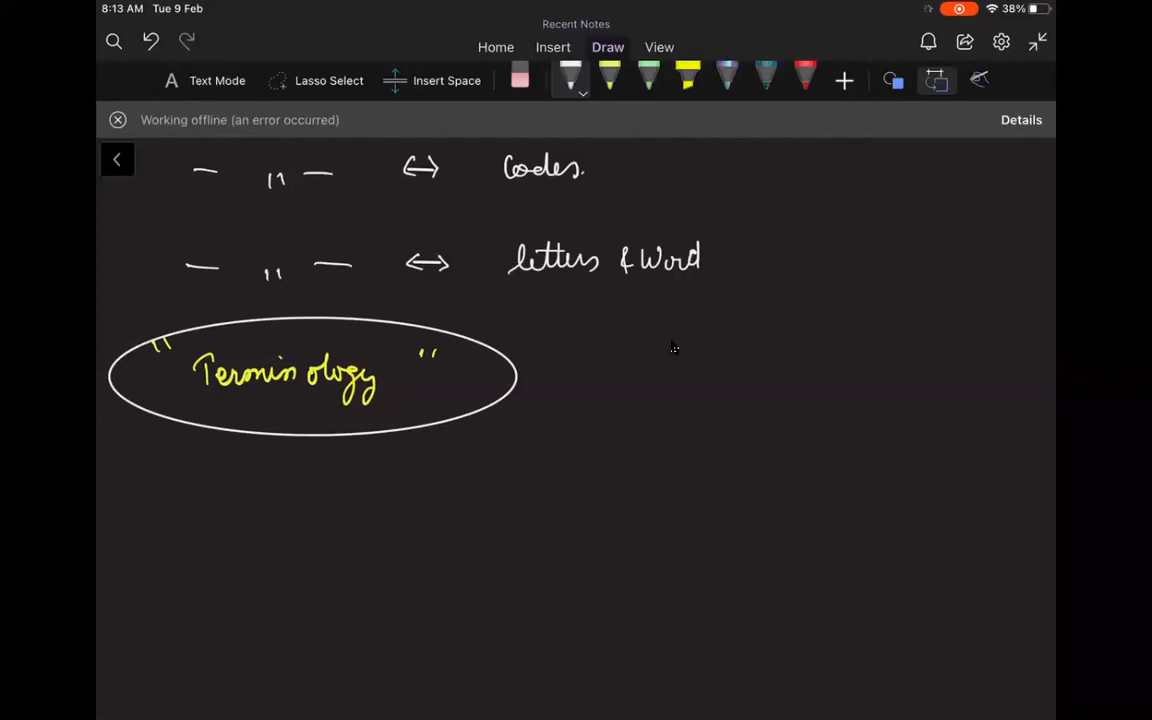 8:13 AM Tue 9 Feb
38%
Recent Notes
Home Insert Draw View
A Text Mode Lasso Select Insert Space
Working offline (an error occurred) Details
— " — ⟺ Codes.
— " — ⟺ letters & Word
" Terminology "